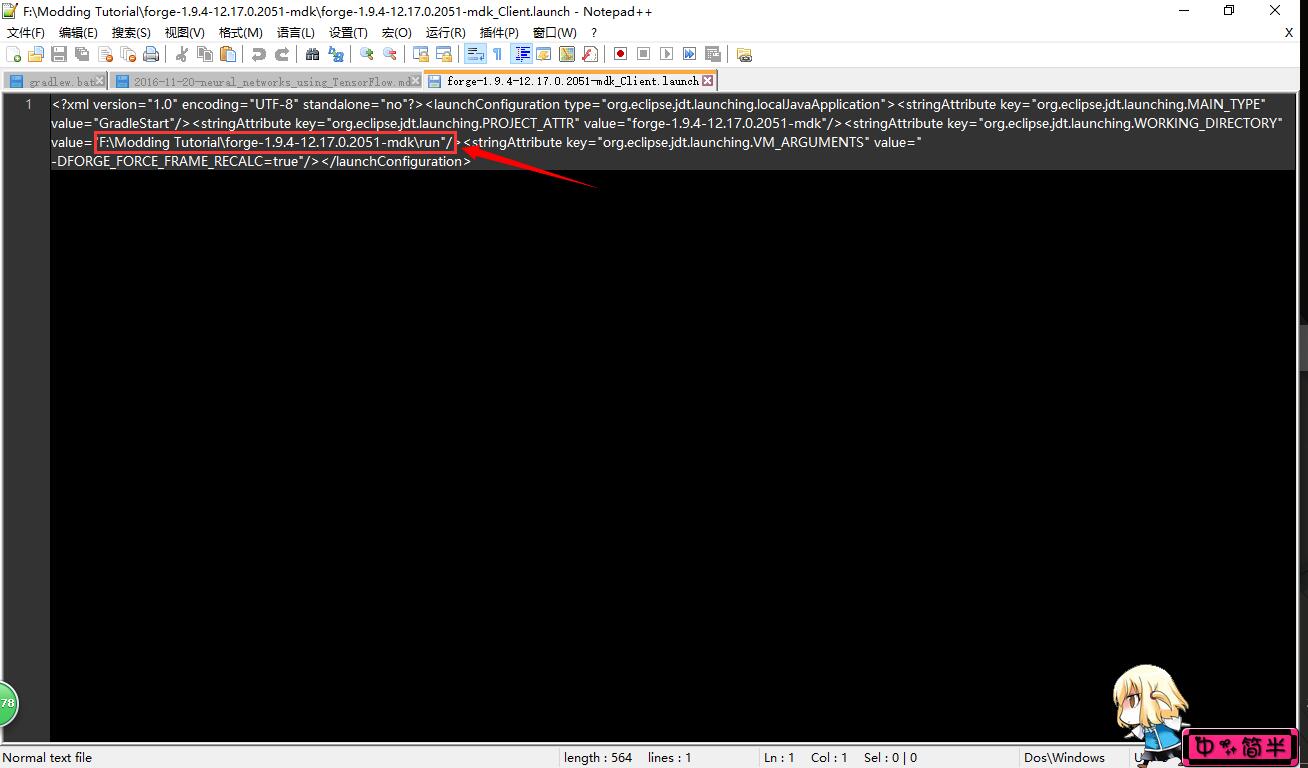 F:\Modding Tutorial\forge-1.9.4-12.17.0.2051-mdk\forge-1.9.4-12.17.0.2051-mdk_Client.launch - Notepad++
文件(F) 编辑(E) 搜索(S) 视图(V) 格式(M) 语言(L) 设置(T) 宏(O) 运行(R) 插件(P) 窗口(W) ? X
gradlew.bat 2016-11-20-neural_networks_using_TensorFlow.md forge-1.9.4-12.17.0.2051-mdk_Client.launch
1 <?xml version="1.0" encoding="UTF-8" standalone="no"?><launchConfiguration type="org.eclipse.jdt.launching.localJavaApplication"><stringAttribute key="org.eclipse.jdt.launching.MAIN_TYPE"
value="GradleStart"/><stringAttribute key="org.eclipse.jdt.launching.PROJECT_ATTR" value="forge-1.9.4-12.17.0.2051-mdk"/><stringAttribute key="org.eclipse.jdt.launching.WORKING_DIRECTORY"
value="F:\Modding Tutorial\forge-1.9.4-12.17.0.2051-mdk\run"/><stringAttribute key="org.eclipse.jdt.launching.VM_ARGUMENTS" value="
-DFORGE_FORCE_FRAME_RECALC=true"/></launchConfiguration>
78
中 简 半
Normal text file length : 564 lines : 1 Ln : 1 Col : 1 Sel : 0 | 0 Dos\Windows